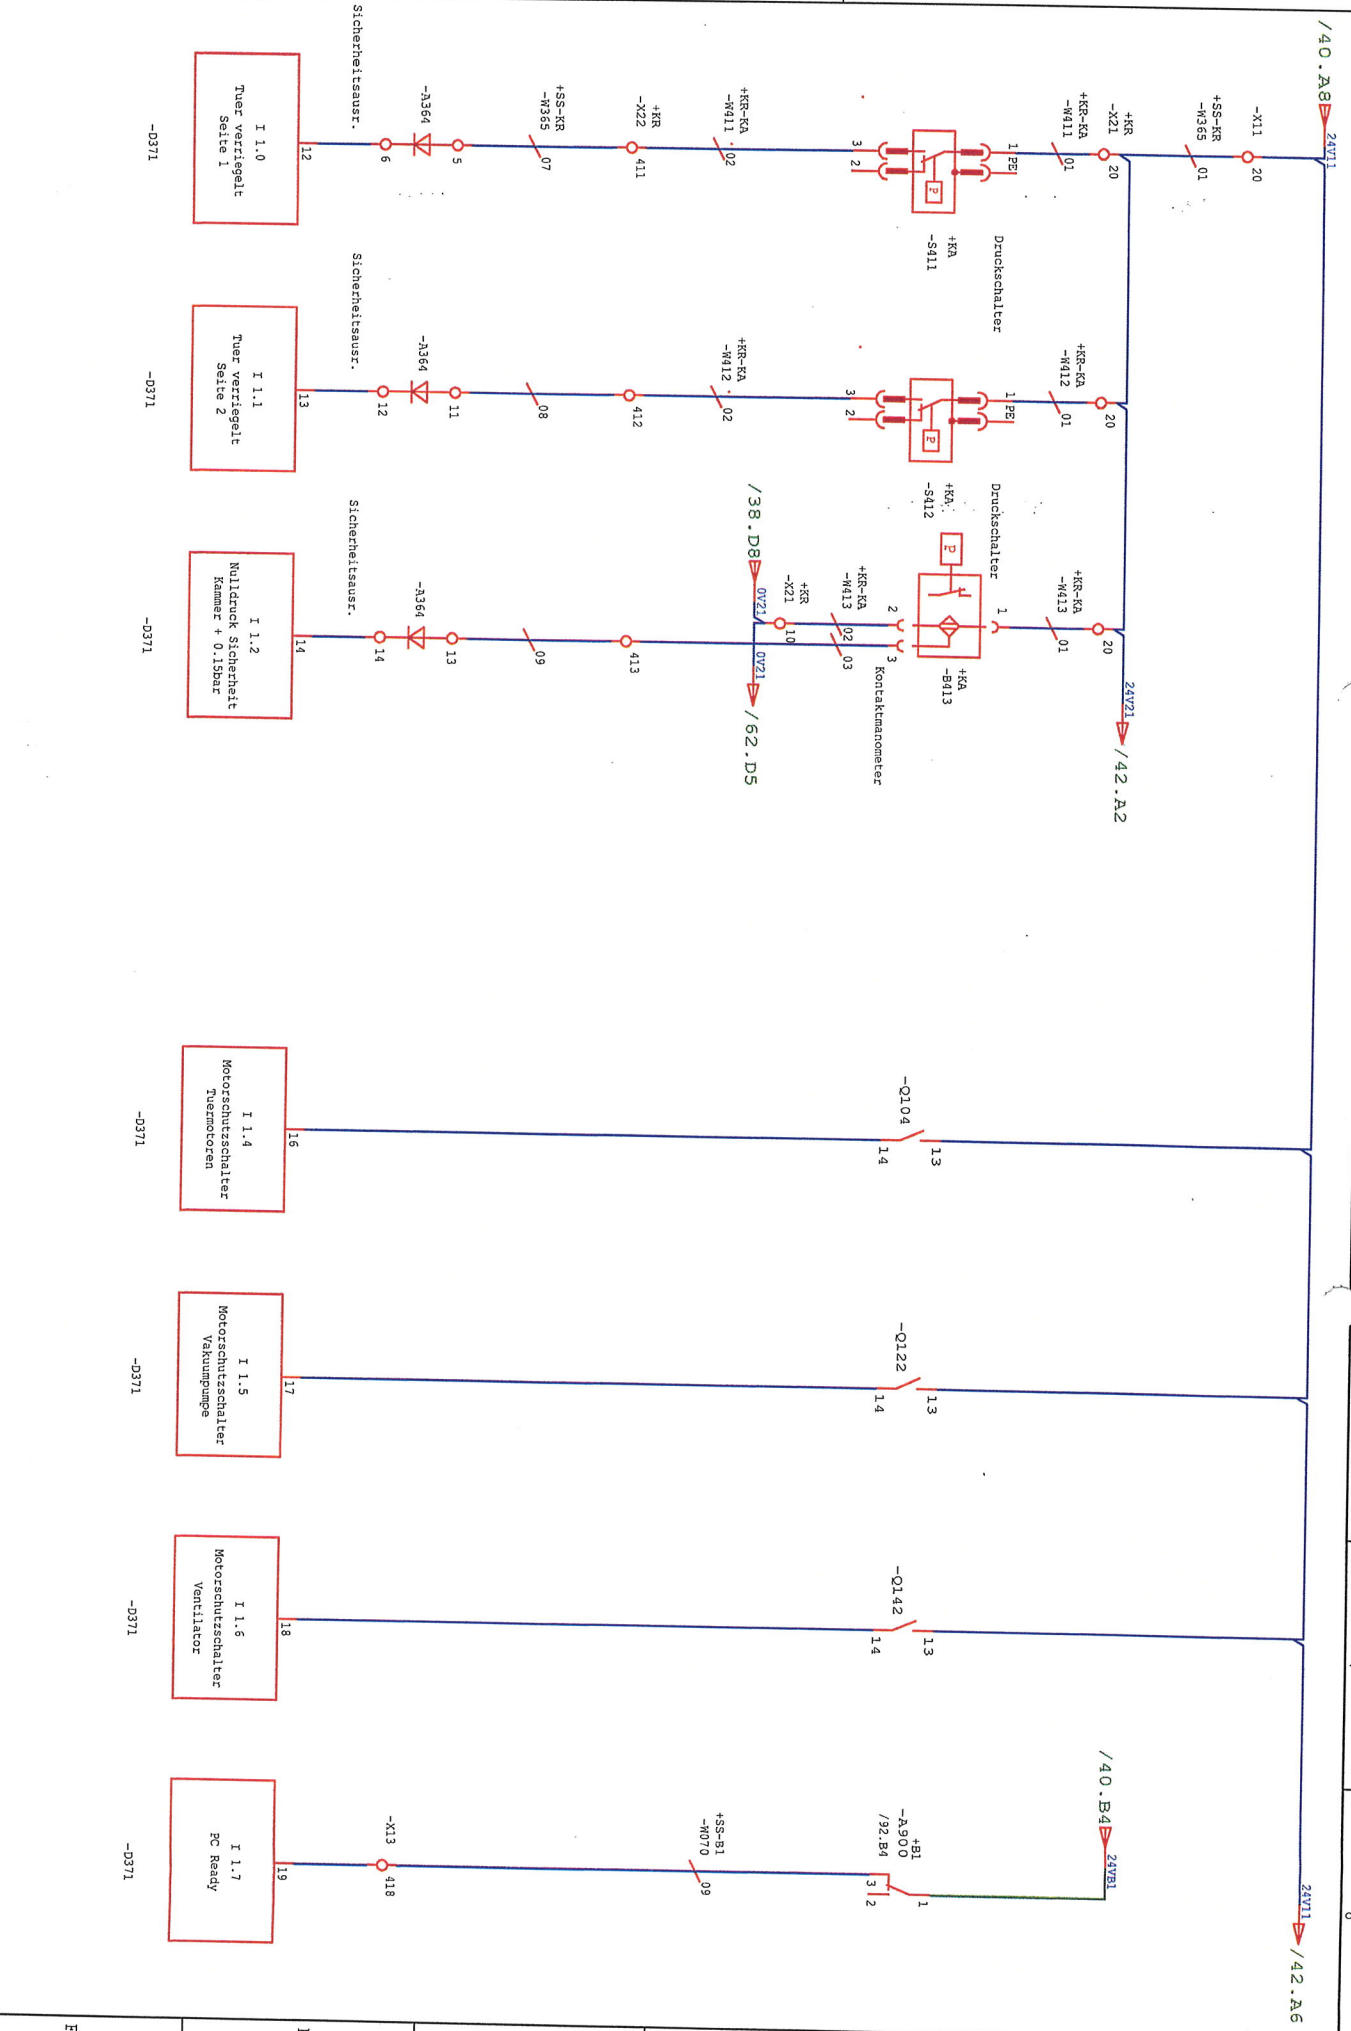 /40.A8
24V11
-X11
20
+SS-KR
-W365
01
+KR
-X21
20
+KR-KA
-W411
01
1
PE
Druckschalter
+KA
-S411
P
3
2
+KR-KA
-W411
02
+KR
-X22
411
+SS-KR
-W365
07
5
-A364
6
Sicherheitsausr.
12
I 1.0
Tuer verriegelt
Seite 1
-D371
20
+KR-KA
-W412
01
1
PE
Druckschalter
+KA
-S412
P
3
2
+KR-KA
-W412
02
412
08
11
-A364
12
Sicherheitsausr.
13
I 1.1
Tuer verriegelt
Seite 2
-D371
24V21
/42.A2
20
+KR-KA
-W413
01
1
P
+KA
-B413
Kontaktmanometer
2
3
+KR-KA
-W413
02
03
+KR
-X21
10
/38.D8
0V21
0V21
/62.D5
413
09
13
-A364
14
Sicherheitsausr.
14
I 1.2
Nulldruck Sicherheit
Kammer + 0.15bar
-D371
-Q104
13
14
16
I 1.4
Motorschutzschalter
Tuermotoren
-D371
-Q122
13
14
17
I 1.5
Motorschutzschalter
Vakuumpumpe
-D371
-Q142
13
14
18
I 1.6
Motorschutzschalter
Ventilator
-D371
24V11
/42.A6
/40.B4
24VB1
+B1
-A900
/92.B4
1
3
2
+SS-B1
-W070
09
-X13
418
19
I 1.7
PC Ready
-D371